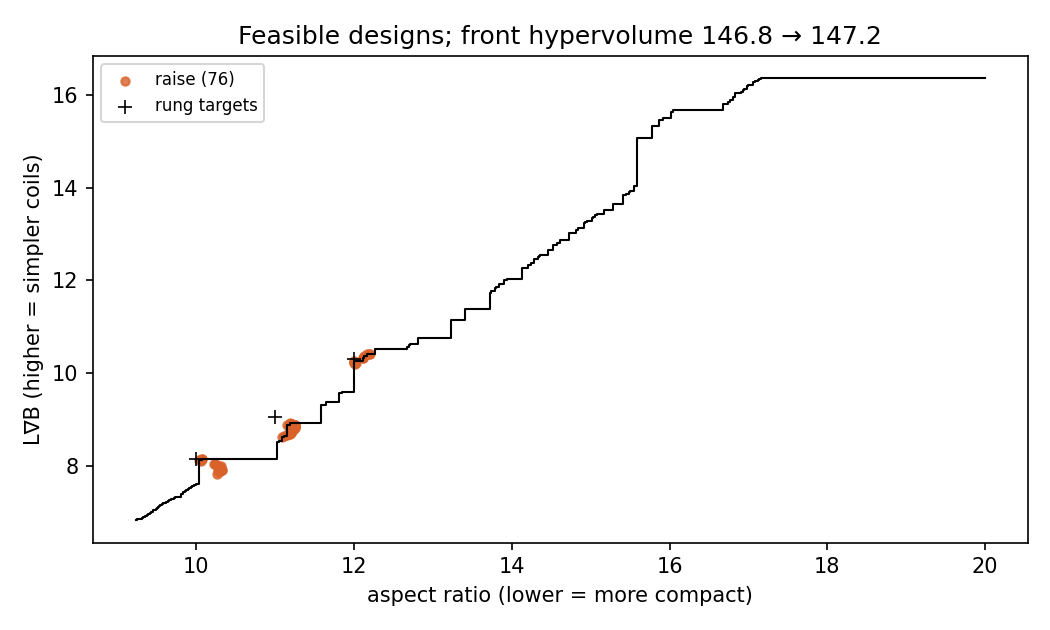 Feasible designs; front hypervolume 146.8 → 147.2
raise (76)
rung targets
L∇B (higher = simpler coils)
16
14
12
10
8
10 12 14 16 18 20
aspect ratio (lower = more compact)